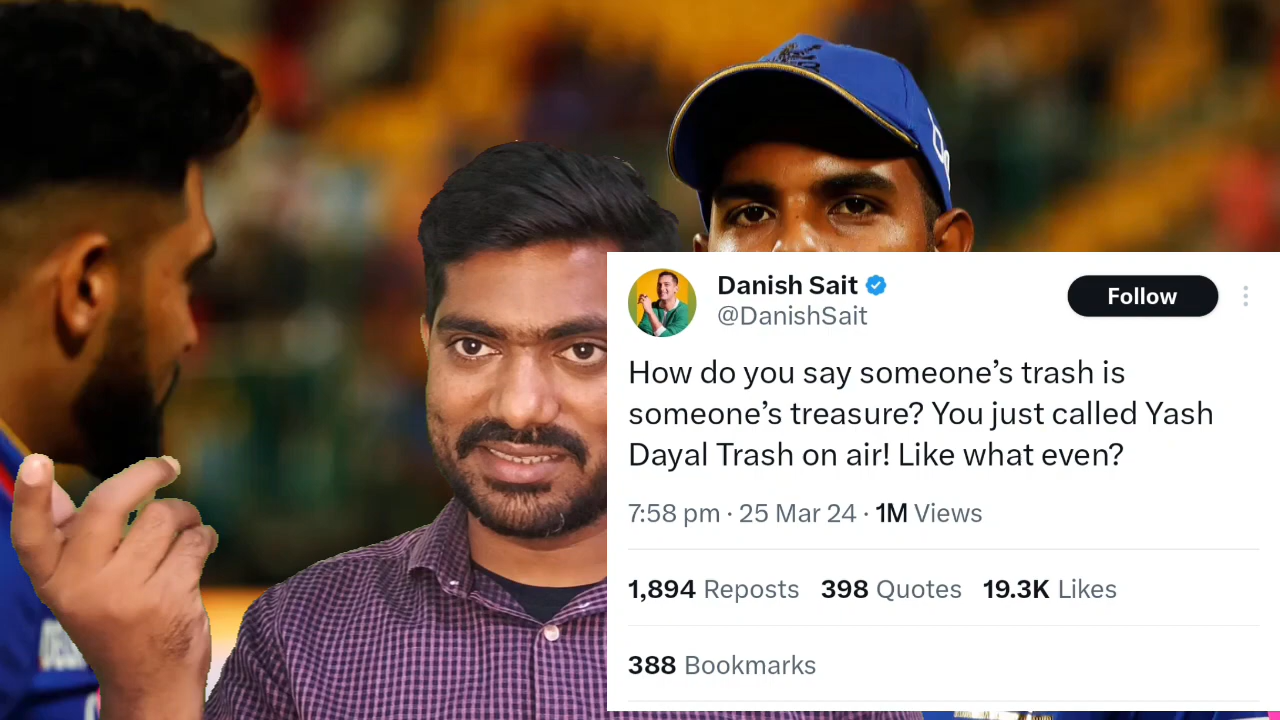 Danish Sait
@DanishSait
Follow
How do you say someone’s trash is
someone’s treasure? You just called Yash
Dayal Trash on air! Like what even?
7:58 pm · 25 Mar 24 · 1M Views
1,894 Reposts 398 Quotes 19.3K Likes
388 Bookmarks